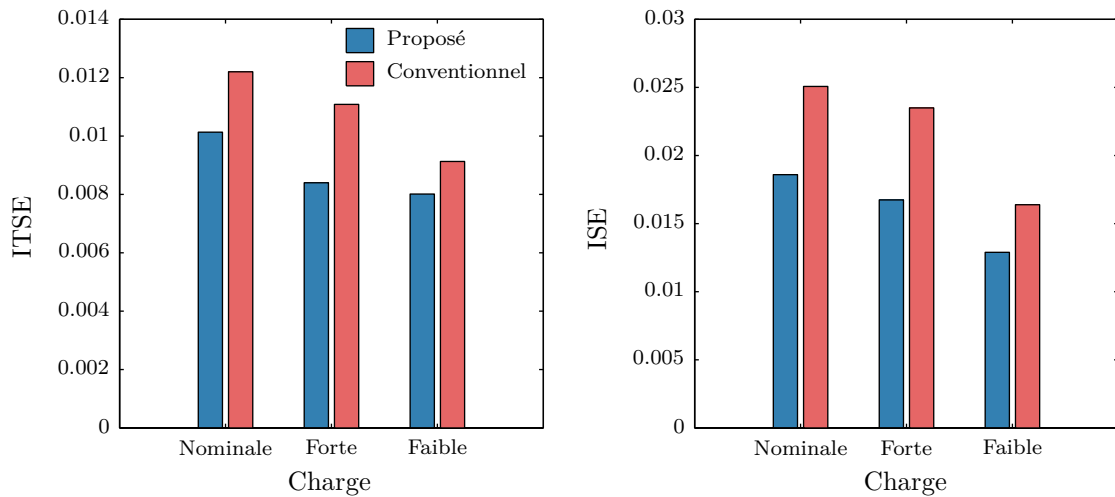 0.014
0.012
0.01
0.008
0.006
0.004
0.002
0
ITSE
Proposé
Conventionnel
Nominale Forte Faible
Charge
0.03
0.025
0.02
0.015
0.01
0.005
0
ISE
Nominale Forte Faible
Charge